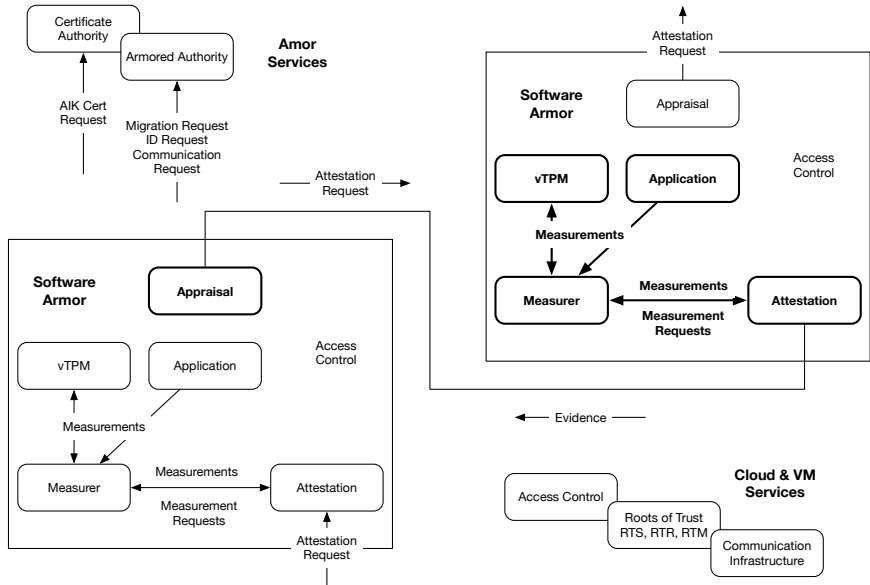 Certificate
Authority
Armored Authority
Amor
Services
AIK Cert
Request
Migration Request
ID Request
Communication
Request
Attestation
Request
Attestation
Request
Software
Armor
Appraisal
Access
Control
vTPM
Application
Measurements
Measurer
Measurements
Measurement
Requests
Attestation
Software
Armor
Appraisal
Access
Control
vTPM
Application
Measurements
Measurer
Measurements
Measurement
Requests
Attestation
Attestation
Request
Evidence
Cloud & VM
Services
Access Control
Roots of Trust
RTS, RTR, RTM
Communication
Infrastructure